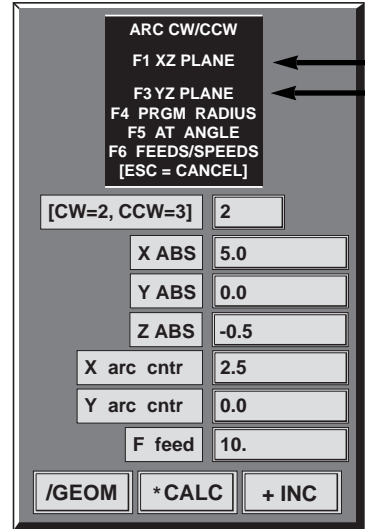 ARC CW/CCW
F1 XZ PLANE
F3 YZ PLANE
F4 PRGM RADIUS
F5 AT ANGLE
F6 FEEDS/SPEEDS
[ESC = CANCEL]
[CW=2, CCW=3] 2
X ABS 5.0
Y ABS 0.0
Z ABS -0.5
X arc cntr 2.5
Y arc cntr 0.0
F feed 10.
/GEOM *CALC + INC